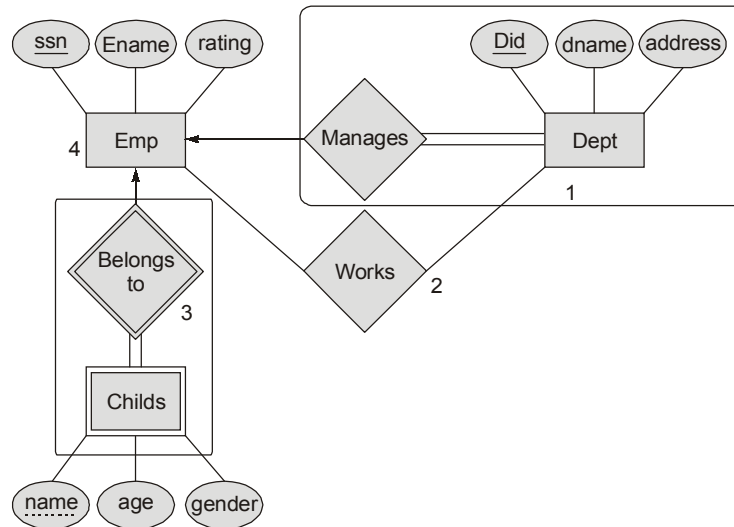 ssn
Ename
rating
Did
dname
address
4
Emp
Manages
Dept
1
Belongs
to
3
Works
2
Childs
name
age
gender